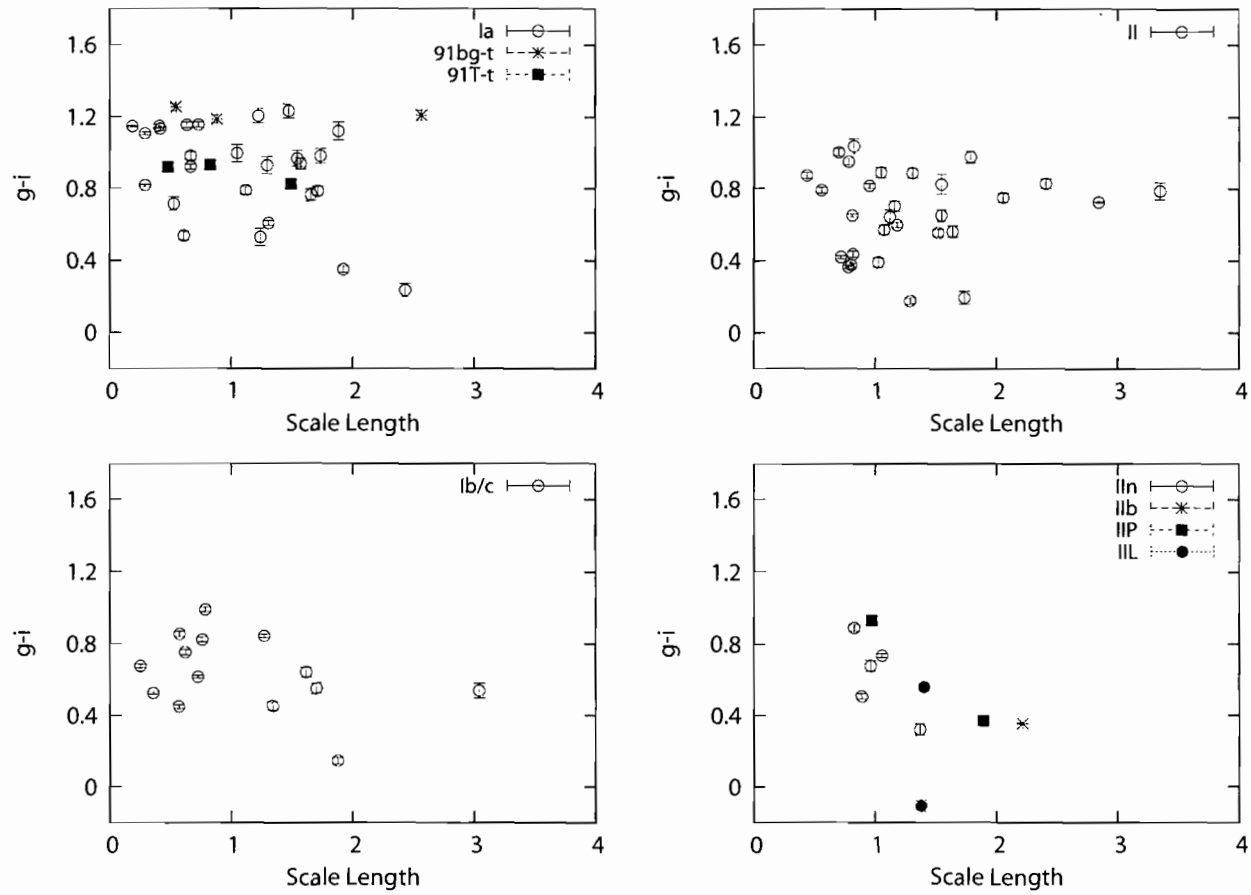 Ia
91bg-t
91T-t
1.6
1.2
0.8
0.4
0
g-i
0 1 2 3 4
Scale Length
II
1.6
1.2
0.8
0.4
0
g-i
0 1 2 3 4
Scale Length
Ib/c
1.6
1.2
0.8
0.4
0
g-i
0 1 2 3 4
Scale Length
IIn
IIb
IIP
IIL
1.6
1.2
0.8
0.4
0
g-i
0 1 2 3 4
Scale Length